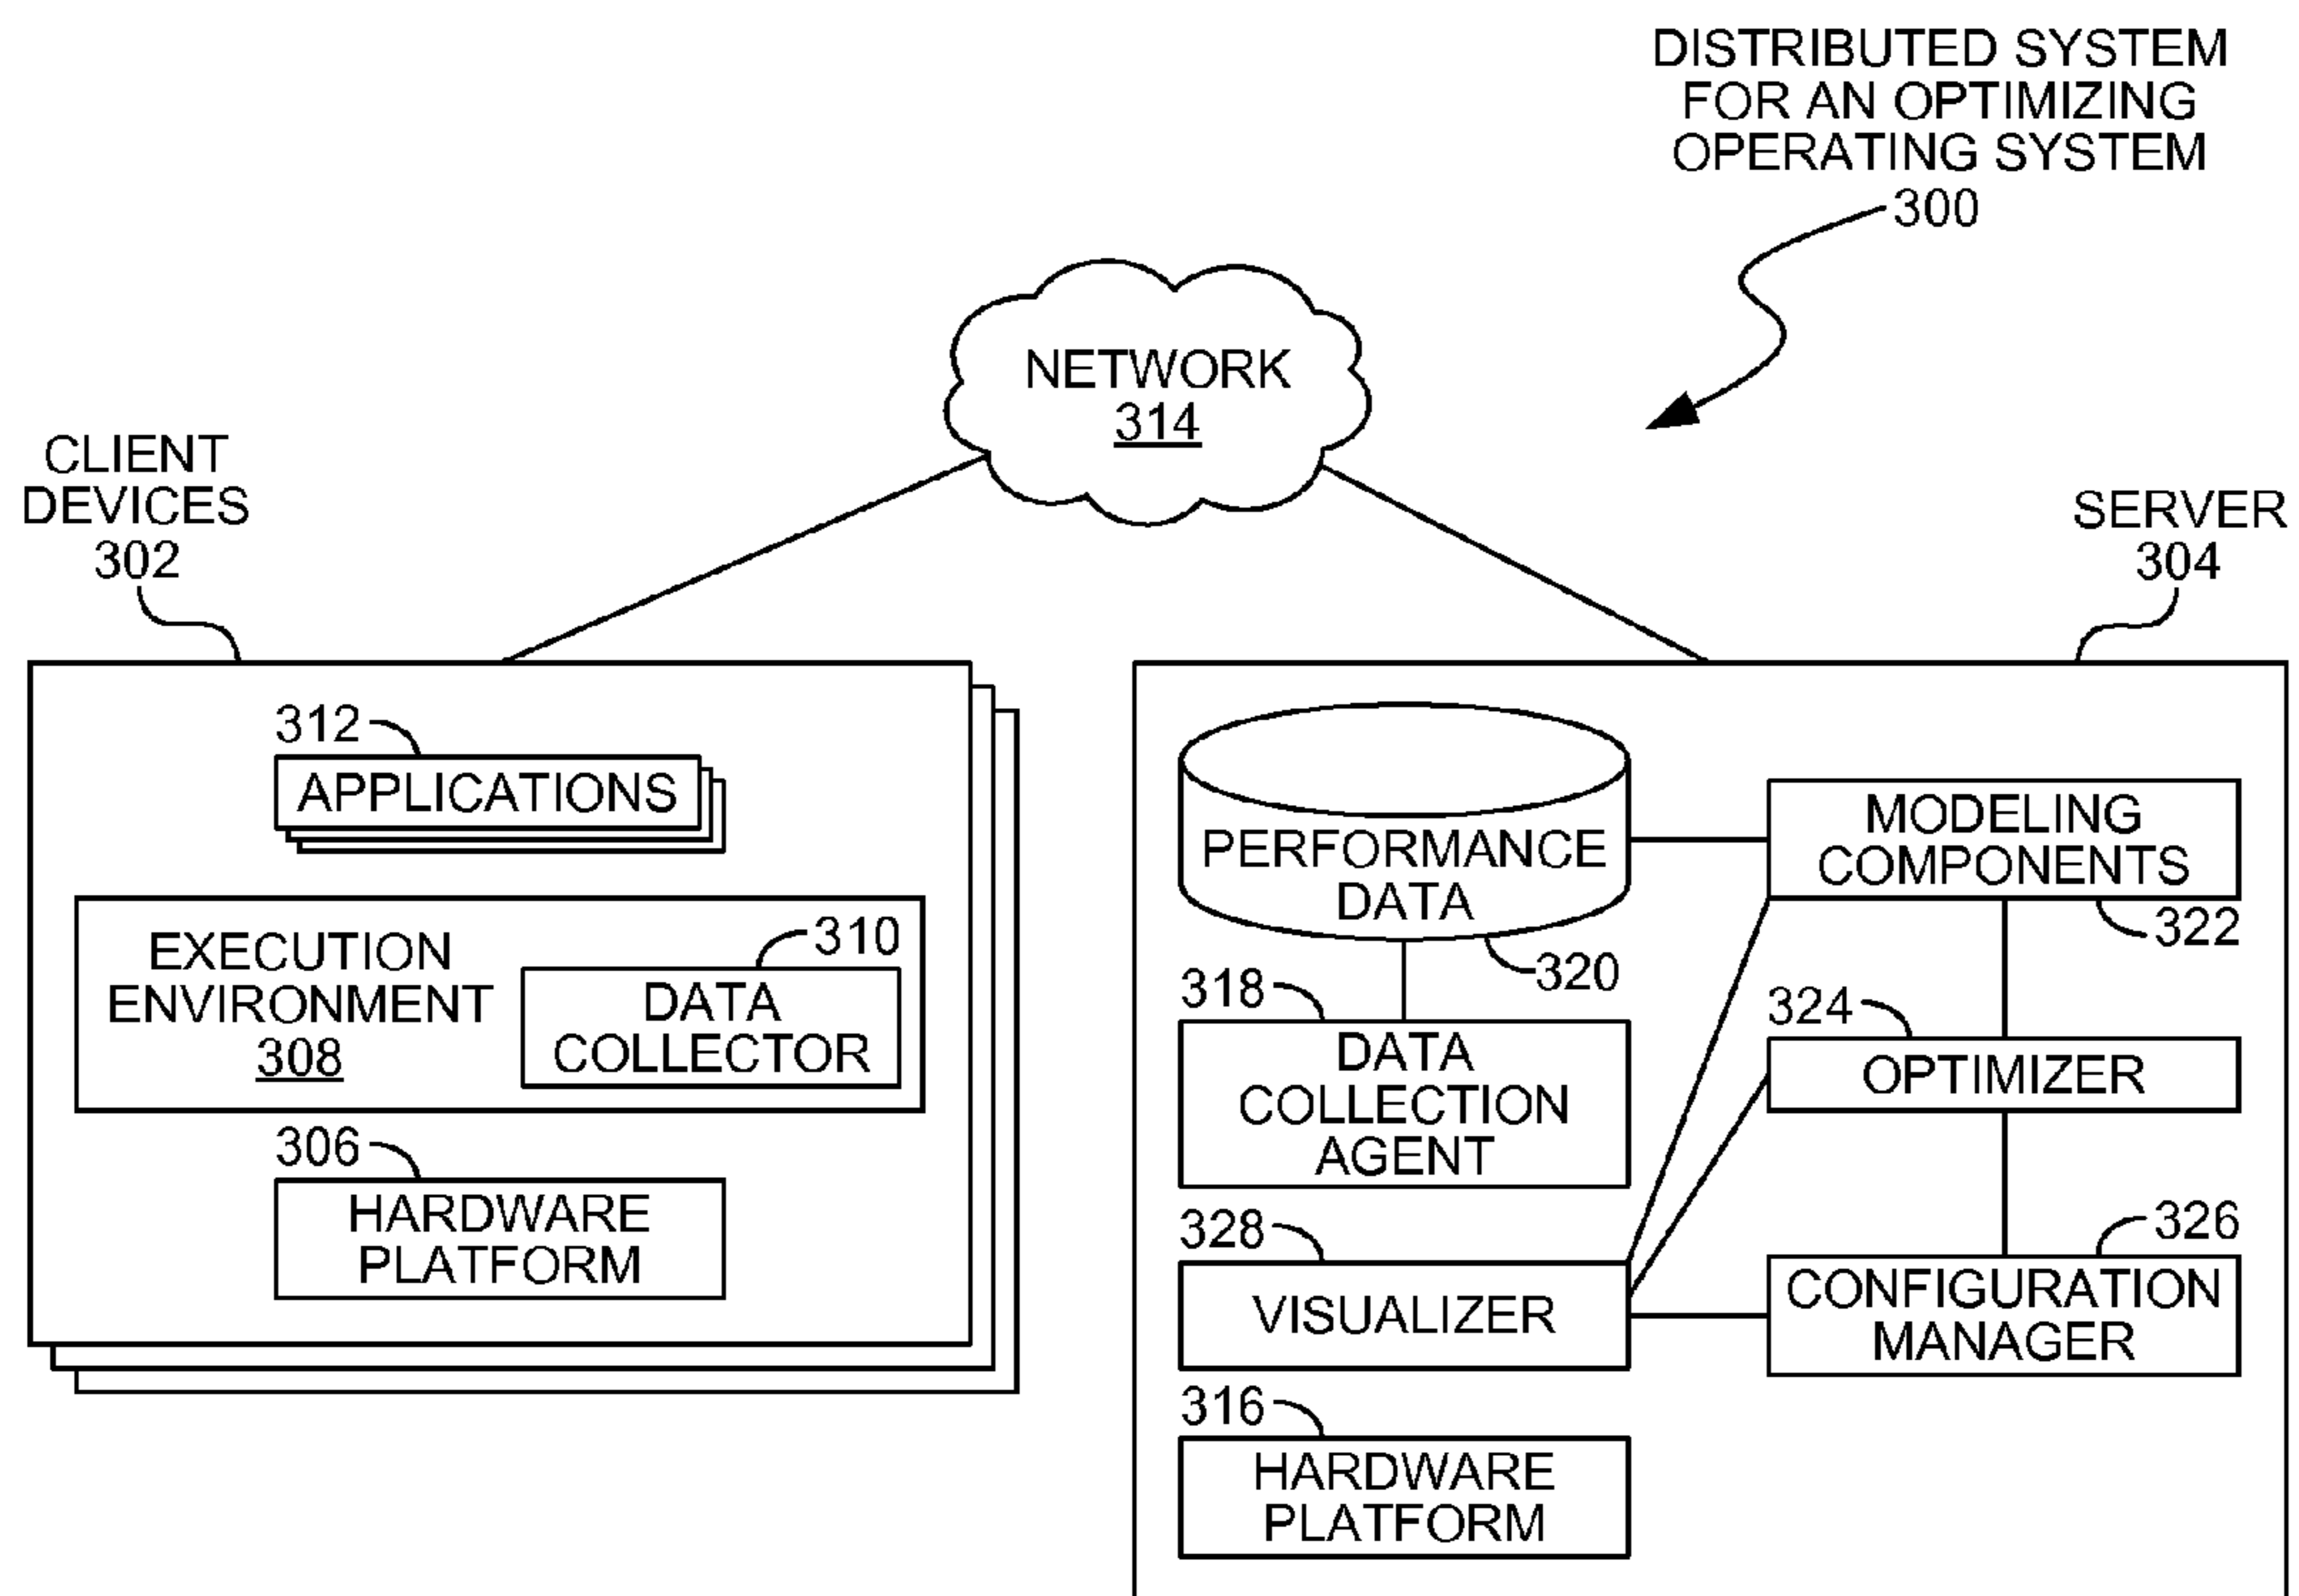 DISTRIBUTED SYSTEM
FOR AN OPTIMIZING
OPERATING SYSTEM
300
NETWORK
314
CLIENT
DEVICES
302
SERVER
304
312
APPLICATIONS
EXECUTION
ENVIRONMENT
308
310
DATA
COLLECTOR
306
HARDWARE
PLATFORM
PERFORMANCE
DATA
320
MODELING
COMPONENTS
322
318
DATA
COLLECTION
AGENT
324
OPTIMIZER
328
VISUALIZER
326
CONFIGURATION
MANAGER
316
HARDWARE
PLATFORM